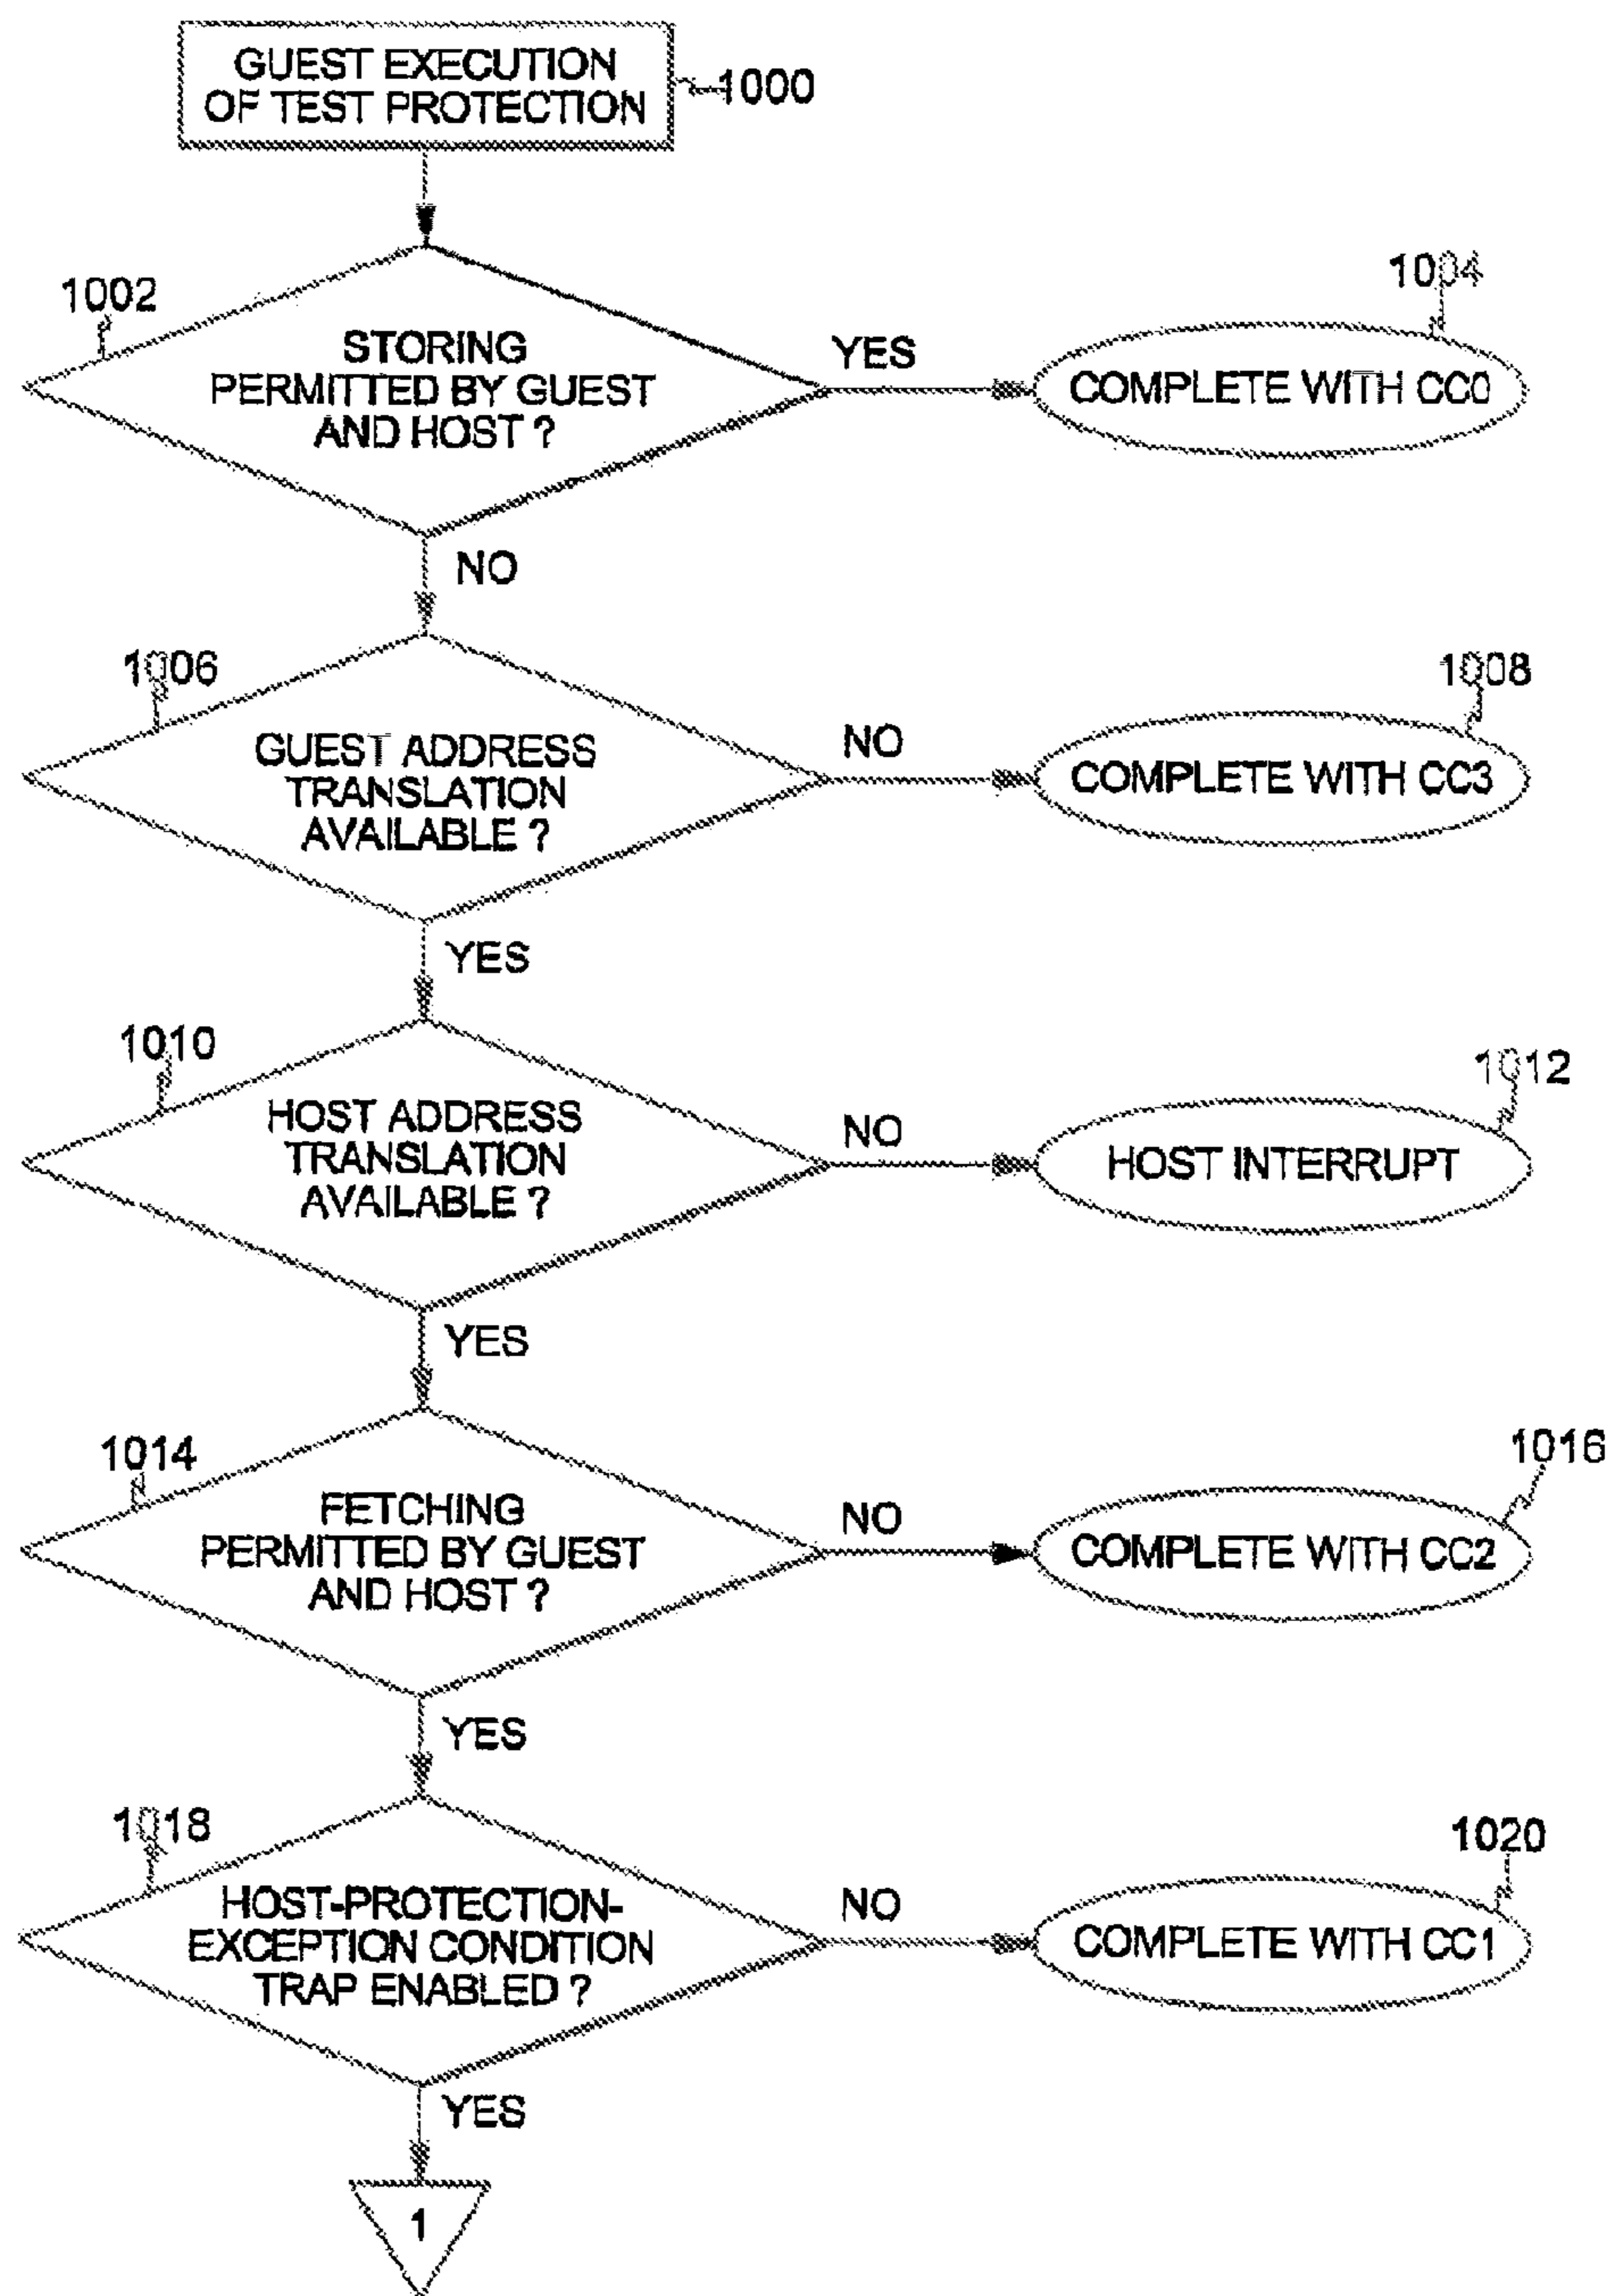 GUEST EXECUTION
OF TEST PROTECTION
1000
1002
STORING
PERMITTED BY GUEST
AND HOST ?
YES
1004
COMPLETE WITH CC0
NO
1006
GUEST ADDRESS
TRANSLATION
AVAILABLE ?
NO
1008
COMPLETE WITH CC3
YES
1010
HOST ADDRESS
TRANSLATION
AVAILABLE ?
NO
1012
HOST INTERRUPT
YES
1014
FETCHING
PERMITTED BY GUEST
AND HOST ?
NO
1016
COMPLETE WITH CC2
YES
1018
HOST-PROTECTION-
EXCEPTION CONDITION
TRAP ENABLED ?
NO
1020
COMPLETE WITH CC1
YES
1